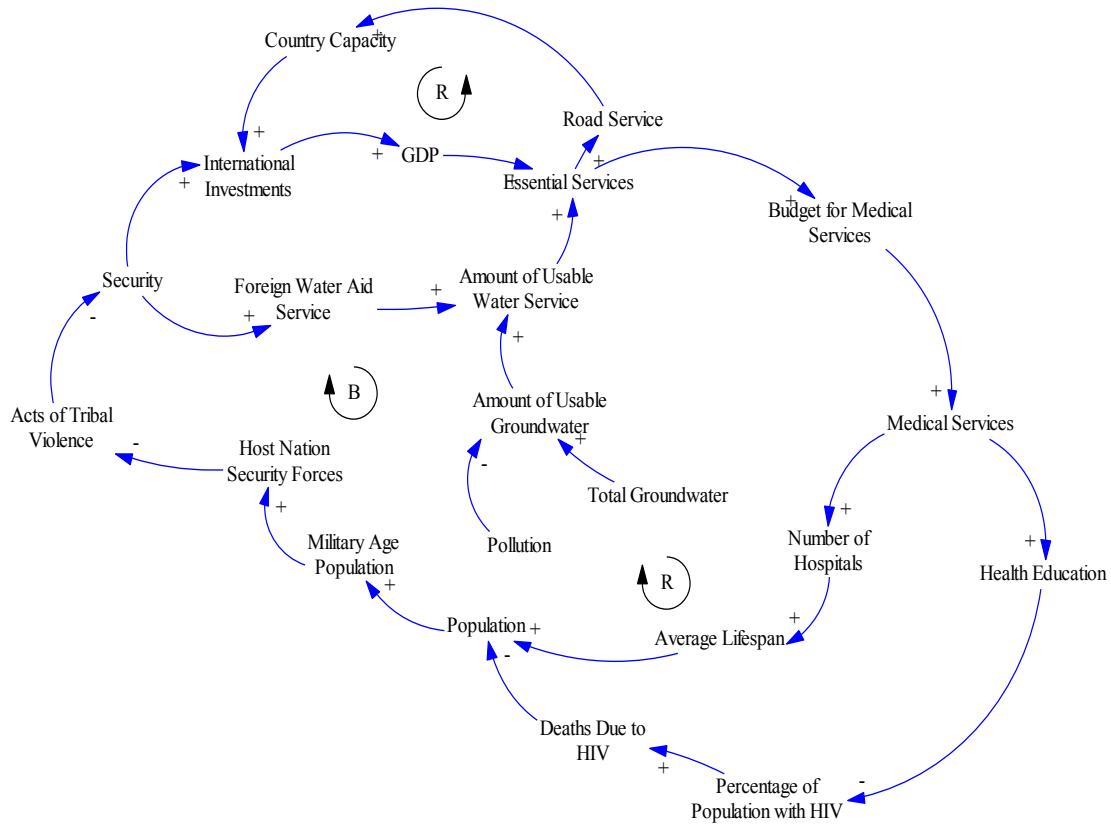 Country Capacity
+
R
Road Service
+
+
GDP
+
International
Investments
+
Essential Services
+
+
Budget for Medical
Services
Security
-
Foreign Water Aid
Service
+
+
Amount of Usable
Water Service
+
B
Acts of Tribal
Violence
-
Amount of Usable
Groundwater
+
-
+
Medical Services
Host Nation
Security Forces
+
Total Groundwater
Pollution
+
Number of
Hospitals
+
Health Education
Military Age
Population
+
R
+
Average Lifespan
Population
+
-
Deaths Due to
HIV
+
-
Percentage of
Population with HIV